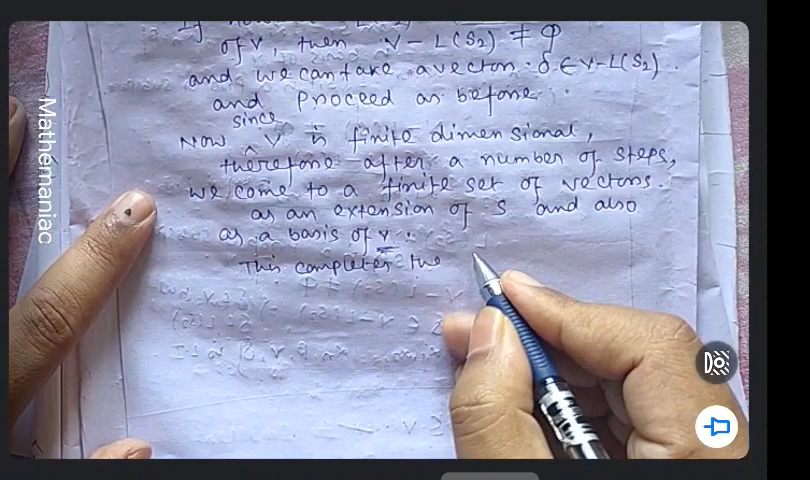 of V, then V - L(S2) ≠ φ
and we can take a vector δ ∈ V-L(S2).
and proceed as before.
since
Now ^ V is finite dimensional,
therefore after a number of steps,
we come to a finite set of vectors.
as an extension of S and also
as a basis of V.
This completes the
Mathemaniac